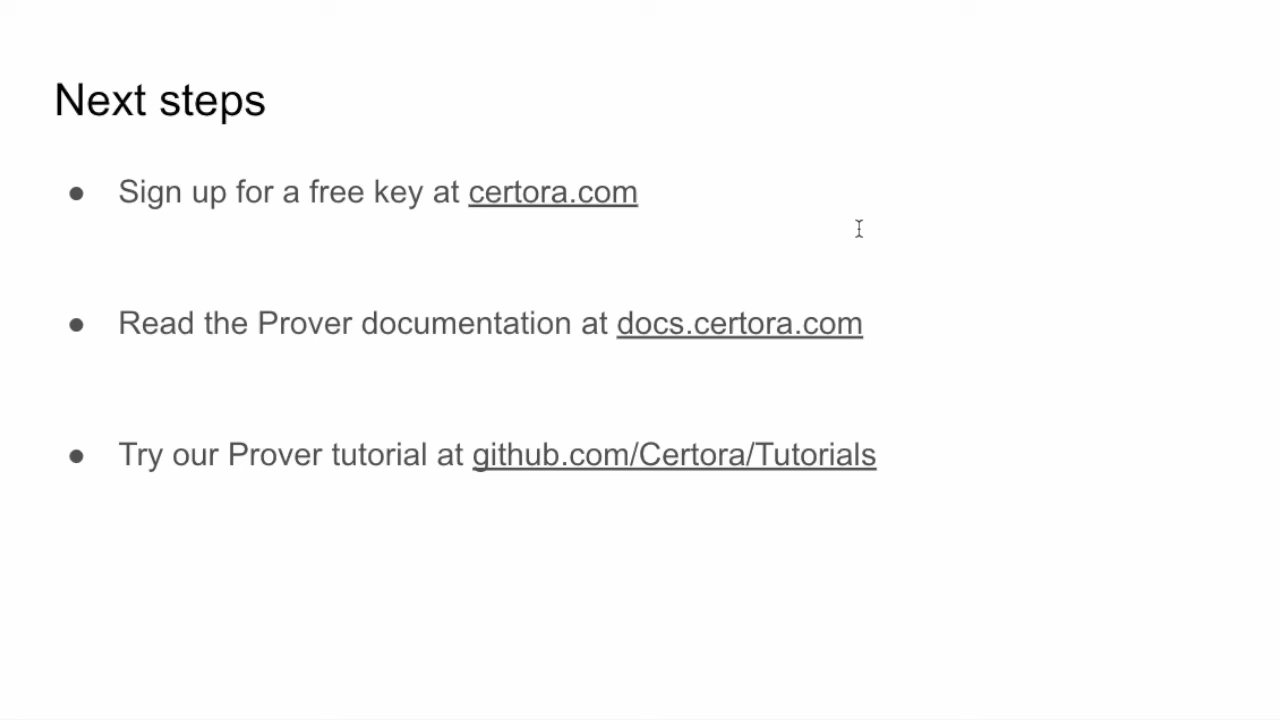 Next steps
● Sign up for a free key at certora.com
● Read the Prover documentation at docs.certora.com
● Try our Prover tutorial at github.com/Certora/Tutorials